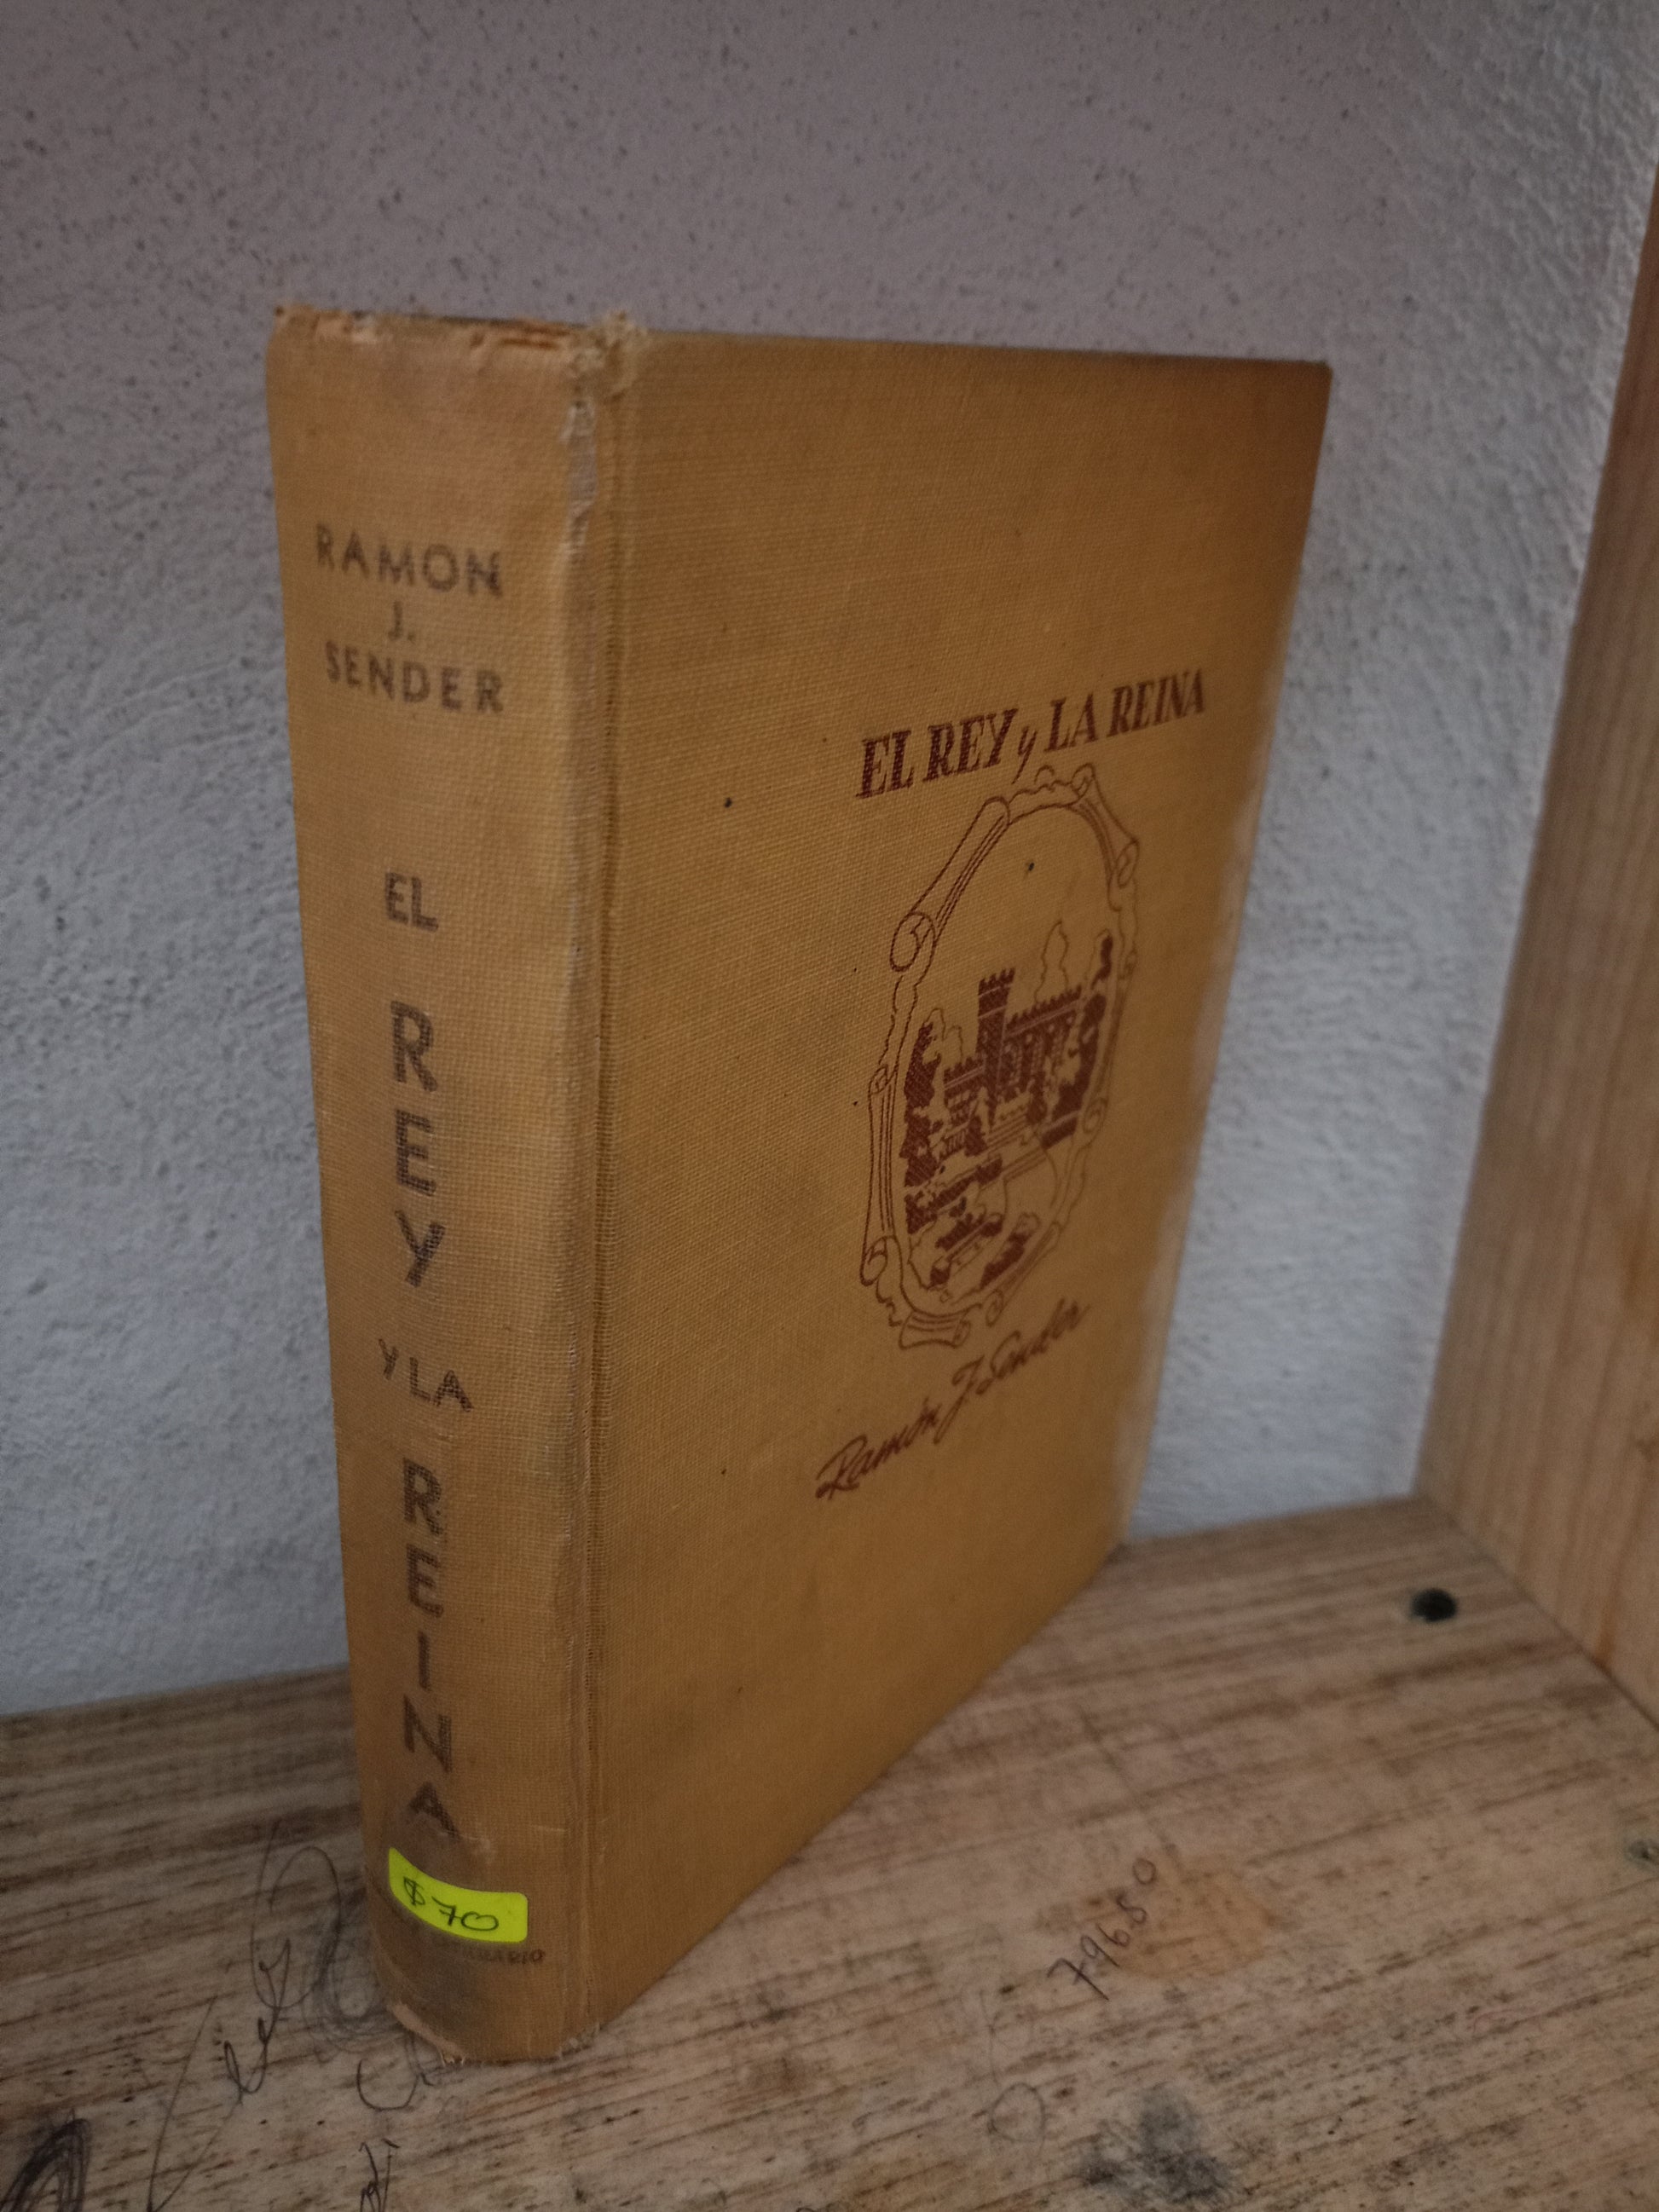 RAMON
J.
SENDER
EL
REY
Y LA
REINA
$70
EL REY y LA REINA
Ramón J. Sender
79650